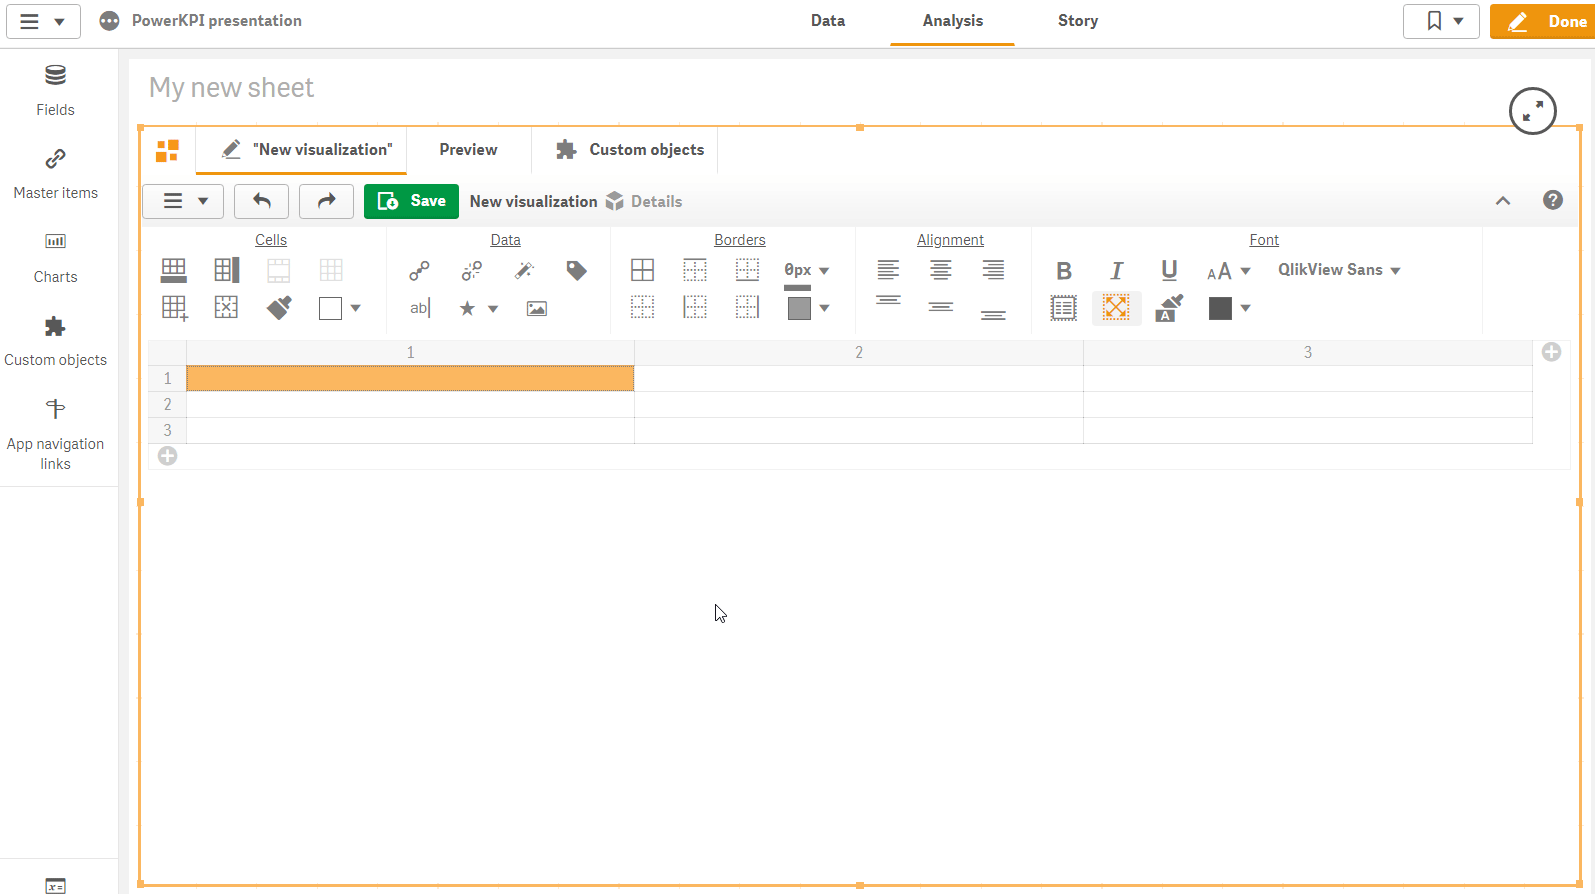 PowerKPI presentation
Data
Analysis
Story
Done
Fields
Master items
Charts
Custom objects
App navigation
links
My new sheet
"New visualization"
Preview
Custom objects
Save
New visualization
Details
?
Cells
Data
Borders
Alignment
Font
0px
B
I
U
AA
QlikView Sans
ab|
A
1
2
3
1
2
3
x=